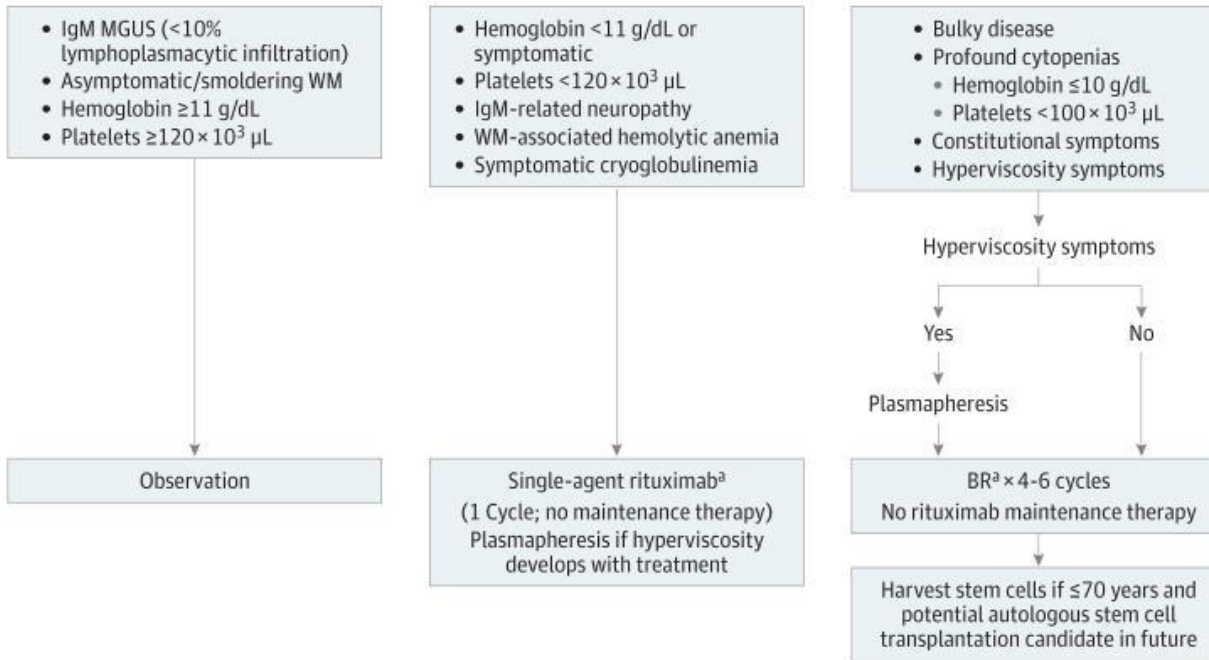 • IgM MGUS (<10%
lymphoplasmacytic infiltration)
• Asymptomatic/smoldering WM
• Hemoglobin ≥11 g/dL
• Platelets ≥120 × 10³ μL
Observation
• Hemoglobin <11 g/dL or
symptomatic
• Platelets <120 × 10³ μL
• IgM-related neuropathy
• WM-associated hemolytic anemia
• Symptomatic cryoglobulinemia
Single-agent rituximabᵃ
(1 Cycle; no maintenance therapy)
Plasmapheresis if hyperviscosity
develops with treatment
• Bulky disease
• Profound cytopenias
• Hemoglobin ≤10 g/dL
• Platelets <100 × 10³ μL
• Constitutional symptoms
• Hyperviscosity symptoms
Hyperviscosity symptoms
Yes
No
Plasmapheresis
BRᵃ × 4-6 cycles
No rituximab maintenance therapy
Harvest stem cells if ≤70 years and
potential autologous stem cell
transplantation candidate in future